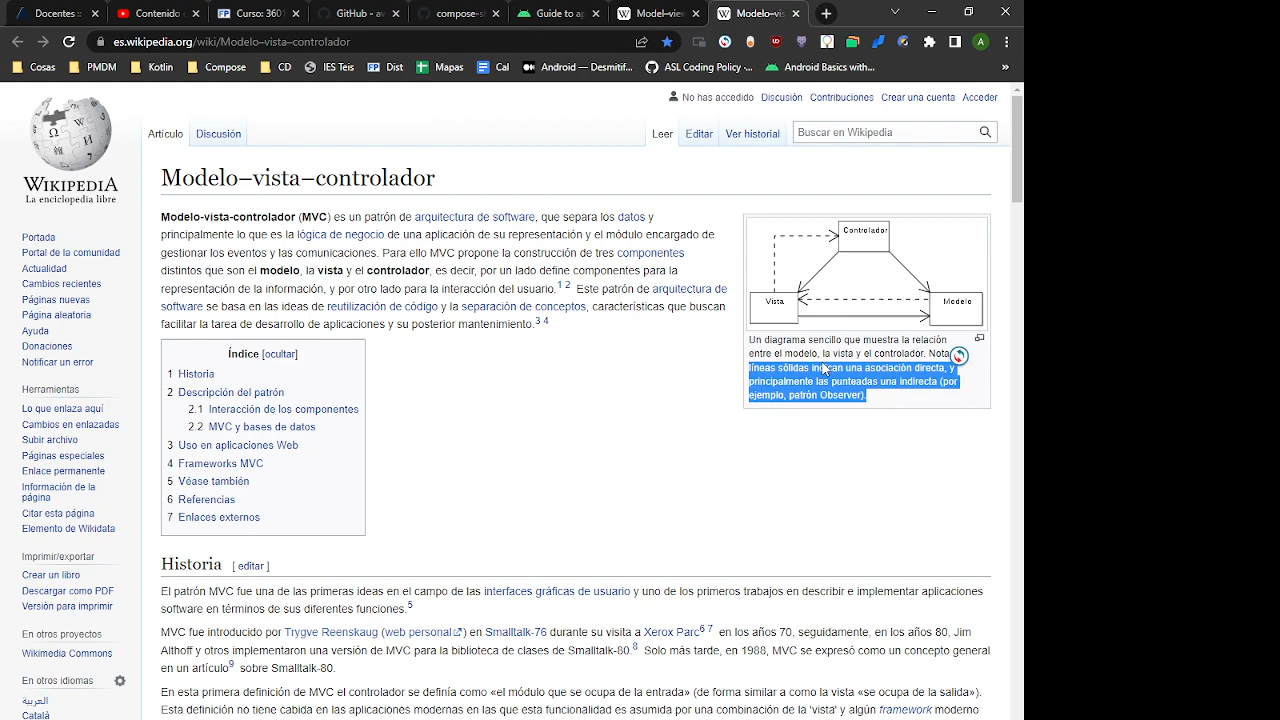 Docentes ::
Contenido
Curso: 3601
GitHub - av
compose-s
Guide to ap
Model–view
Modelo–vis
es.wikipedia.org/wiki/Modelo–vista–controlador
Cosas
PMDM
Kotlin
Compose
CD
IES Teis
Dist
Mapas
Cal
Android — Desmitif...
ASL Coding Policy -...
Android Basics with...
»
No has accedido Discusión Contribuciones Crear una cuenta Acceder
Artículo Discusión
Leer Editar Ver historial
Buscar en Wikipedia
WIKIPEDIA
La enciclopedia libre
Portada
Portal de la comunidad
Actualidad
Cambios recientes
Páginas nuevas
Página aleatoria
Ayuda
Donaciones
Notificar un error
Herramientas
Lo que enlaza aquí
Cambios en enlazadas
Subir archivo
Páginas especiales
Enlace permanente
Información de la
página
Citar esta página
Elemento de Wikidata
Imprimir/exportar
Crear un libro
Descargar como PDF
Versión para imprimir
En otros proyectos
Wikimedia Commons
En otros idiomas
العربية
Català
Modelo–vista–controlador
Modelo-vista-controlador (MVC) es un patrón de arquitectura de software, que separa los datos y
principalmente lo que es la lógica de negocio de una aplicación de su representación y el módulo encargado de
gestionar los eventos y las comunicaciones. Para ello MVC propone la construcción de tres componentes
distintos que son el modelo, la vista y el controlador, es decir, por un lado define componentes para la
representación de la información, y por otro lado para la interacción del usuario.1 2 Este patrón de arquitectura de
software se basa en las ideas de reutilización de código y la separación de conceptos, características que buscan
facilitar la tarea de desarrollo de aplicaciones y su posterior mantenimiento.3 4
Controlador
Vista
Modelo
Un diagrama sencillo que muestra la relación
entre el modelo, la vista y el controlador. Nota
líneas sólidas indican una asociación directa, y
principalmente las punteadas una indirecta (por
ejemplo, patrón Observer).
Índice [ocultar]
1 Historia
2 Descripción del patrón
2.1 Interacción de los componentes
2.2 MVC y bases de datos
3 Uso en aplicaciones Web
4 Frameworks MVC
5 Véase también
6 Referencias
7 Enlaces externos
Historia [ editar ]
El patrón MVC fue una de las primeras ideas en el campo de las interfaces gráficas de usuario y uno de los primeros trabajos en describir e implementar aplicaciones
software en términos de sus diferentes funciones.5
MVC fue introducido por Trygve Reenskaug (web personal) en Smalltalk-76 durante su visita a Xerox Parc6 7 en los años 70, seguidamente, en los años 80, Jim
Althoff y otros implementaron una versión de MVC para la biblioteca de clases de Smalltalk-80.8 Solo más tarde, en 1988, MVC se expresó como un concepto general
en un artículo9 sobre Smalltalk-80.
En esta primera definición de MVC el controlador se definía como «el módulo que se ocupa de la entrada» (de forma similar a como la vista «se ocupa de la salida»).
Esta definición no tiene cabida en las aplicaciones modernas en las que esta funcionalidad es asumida por una combinación de la 'vista' y algún framework moderno